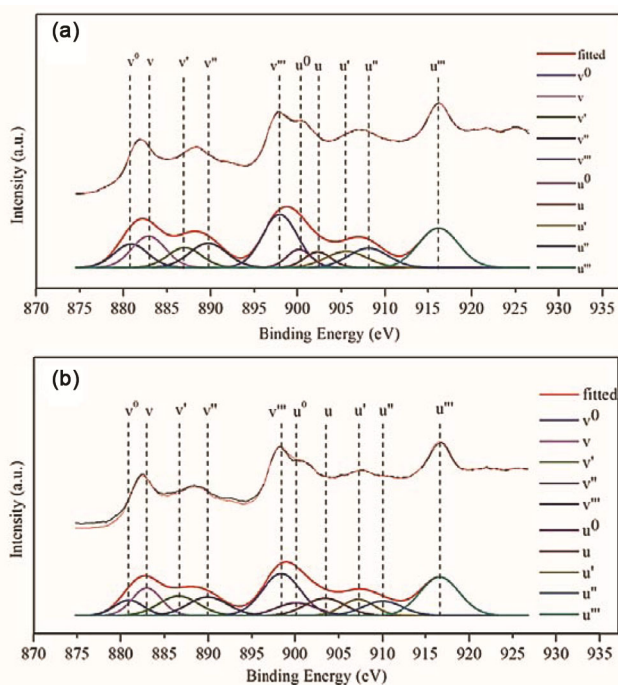 (a)
v⁰ v v' v'' v''' u⁰ u u' u'' u'''
fitted
v⁰
v
v'
v''
v'''
u⁰
u
u'
u''
u'''
Intensity (a.u.)
870 875 880 885 890 895 900 905 910 915 920 925 930 935
Binding Energy (eV)
(b)
v⁰ v v' v'' v''' u⁰ u u' u'' u'''
fitted
v⁰
v
v'
v''
v'''
u⁰
u
u'
u''
u'''
Intensity (a.u.)
870 875 880 885 890 895 900 905 910 915 920 925 930 935
Binding Energy (eV)